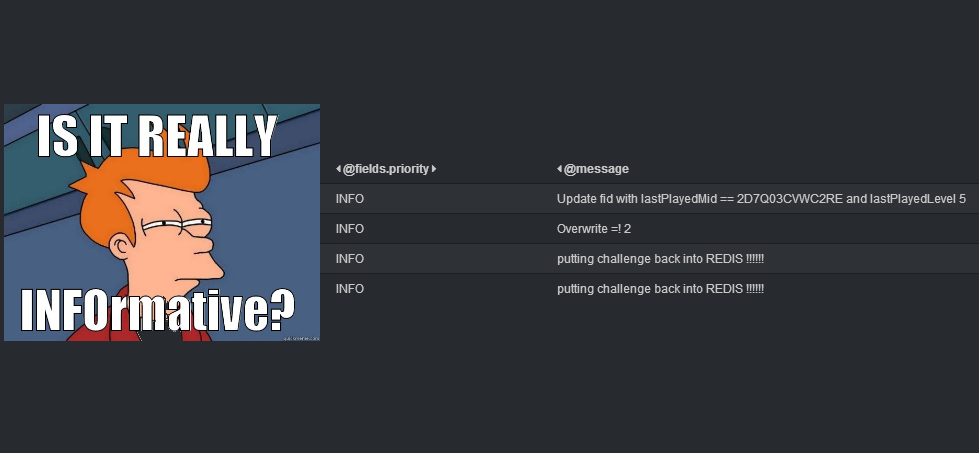 IS IT REALLY
INFOrmative?
@fields.priority
@message
INFO
Update fid with lastPlayedMid == 2D7Q03CVWC2RE and lastPlayedLevel 5
INFO
Overwrite =! 2
INFO
putting challenge back into REDIS !!!!!!
INFO
putting challenge back into REDIS !!!!!!